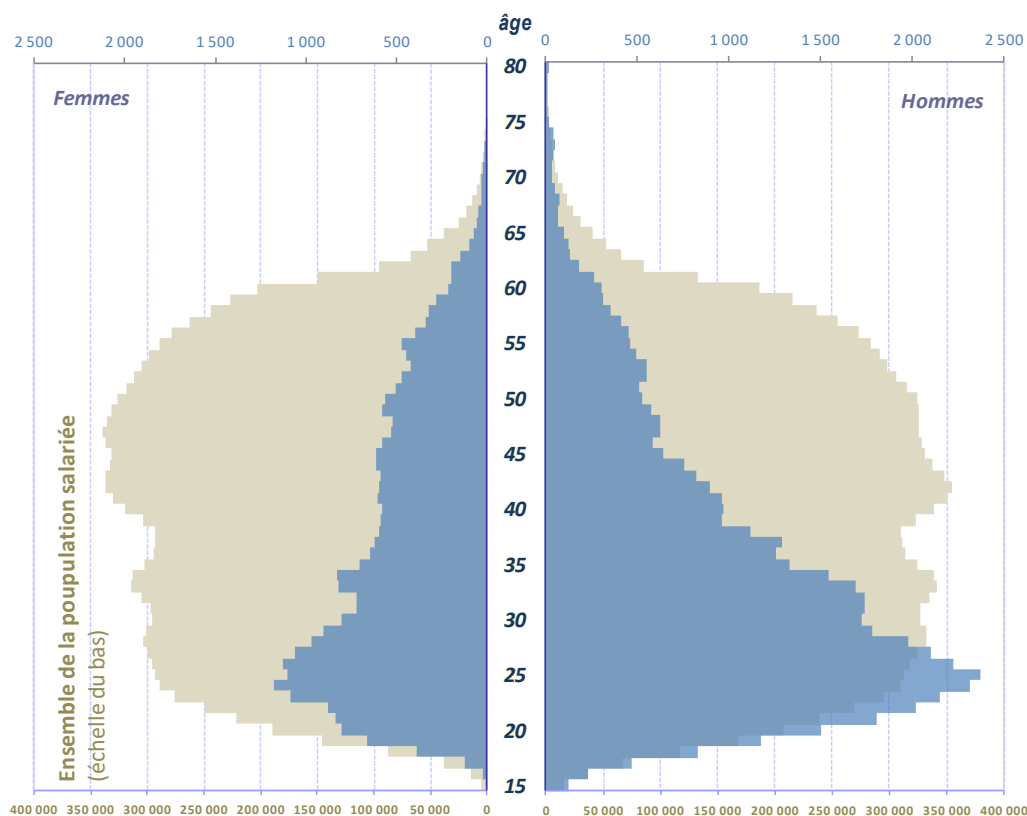 âge
2 500 2 000 1 500 1 000 500 0 0 500 1 000 1 500 2 000 2 500
80
Femmes Hommes
75
70
65
60
55
50
45
40
35
30
25
20
15
Ensemble de la poupulation salariée
(échelle du bas)
400 000 350 000 300 000 250 000 200 000 150 000 100 000 50 000 0 0 50 000 100 000 150 000 200 000 250 000 300 000 350 000 400 000